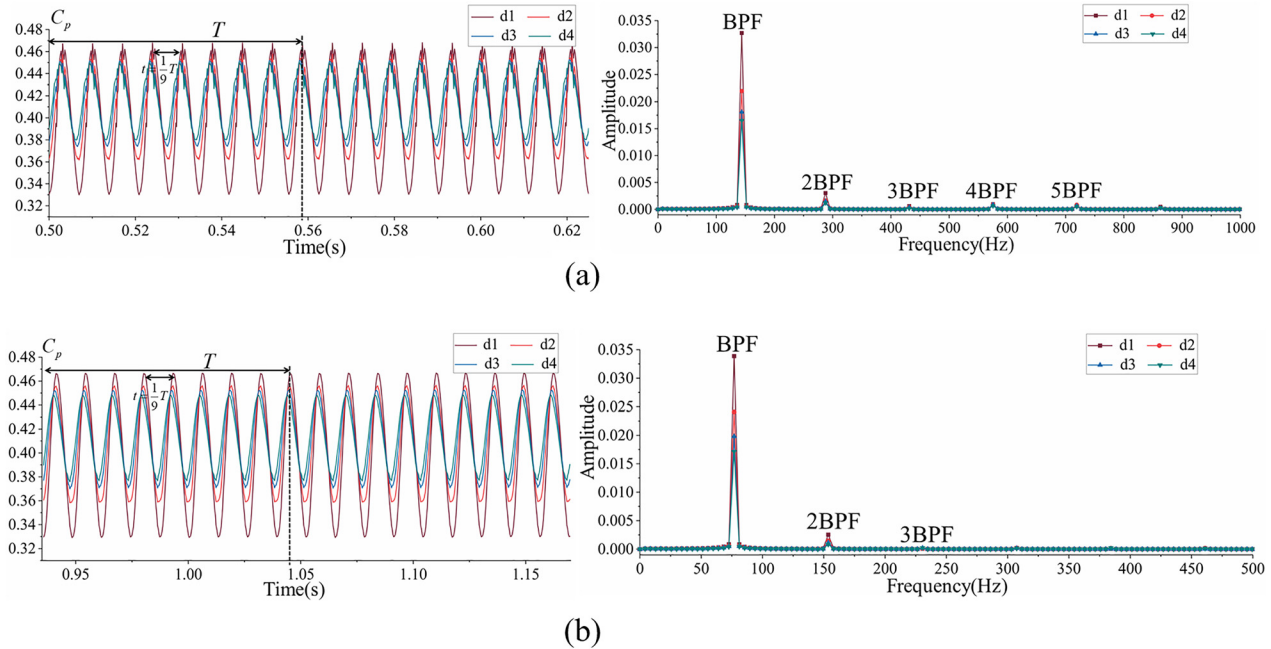 C_p
T
t=1/9T
d1 d2
d3 d4
0.48
0.46
0.44
0.42
0.40
0.38
0.36
0.34
0.32
0.50 0.52 0.54 0.56 0.58 0.60 0.62
Time(s)
d1 d2
d3 d4
BPF
2BPF 3BPF 4BPF 5BPF
Amplitude
0.035
0.030
0.025
0.020
0.015
0.010
0.005
0.000
0 100 200 300 400 500 600 700 800 900 1000
Frequency(Hz)
(a)
C_p
T
t=1/9T
d1 d2
d3 d4
0.48
0.46
0.44
0.42
0.40
0.38
0.36
0.34
0.32
0.95 1.00 1.05 1.10 1.15
Time(s)
d1 d2
d3 d4
BPF
2BPF 3BPF
Amplitude
0.035
0.030
0.025
0.020
0.015
0.010
0.005
0.000
0 50 100 150 200 250 300 350 400 450 500
Frequency(Hz)
(b)